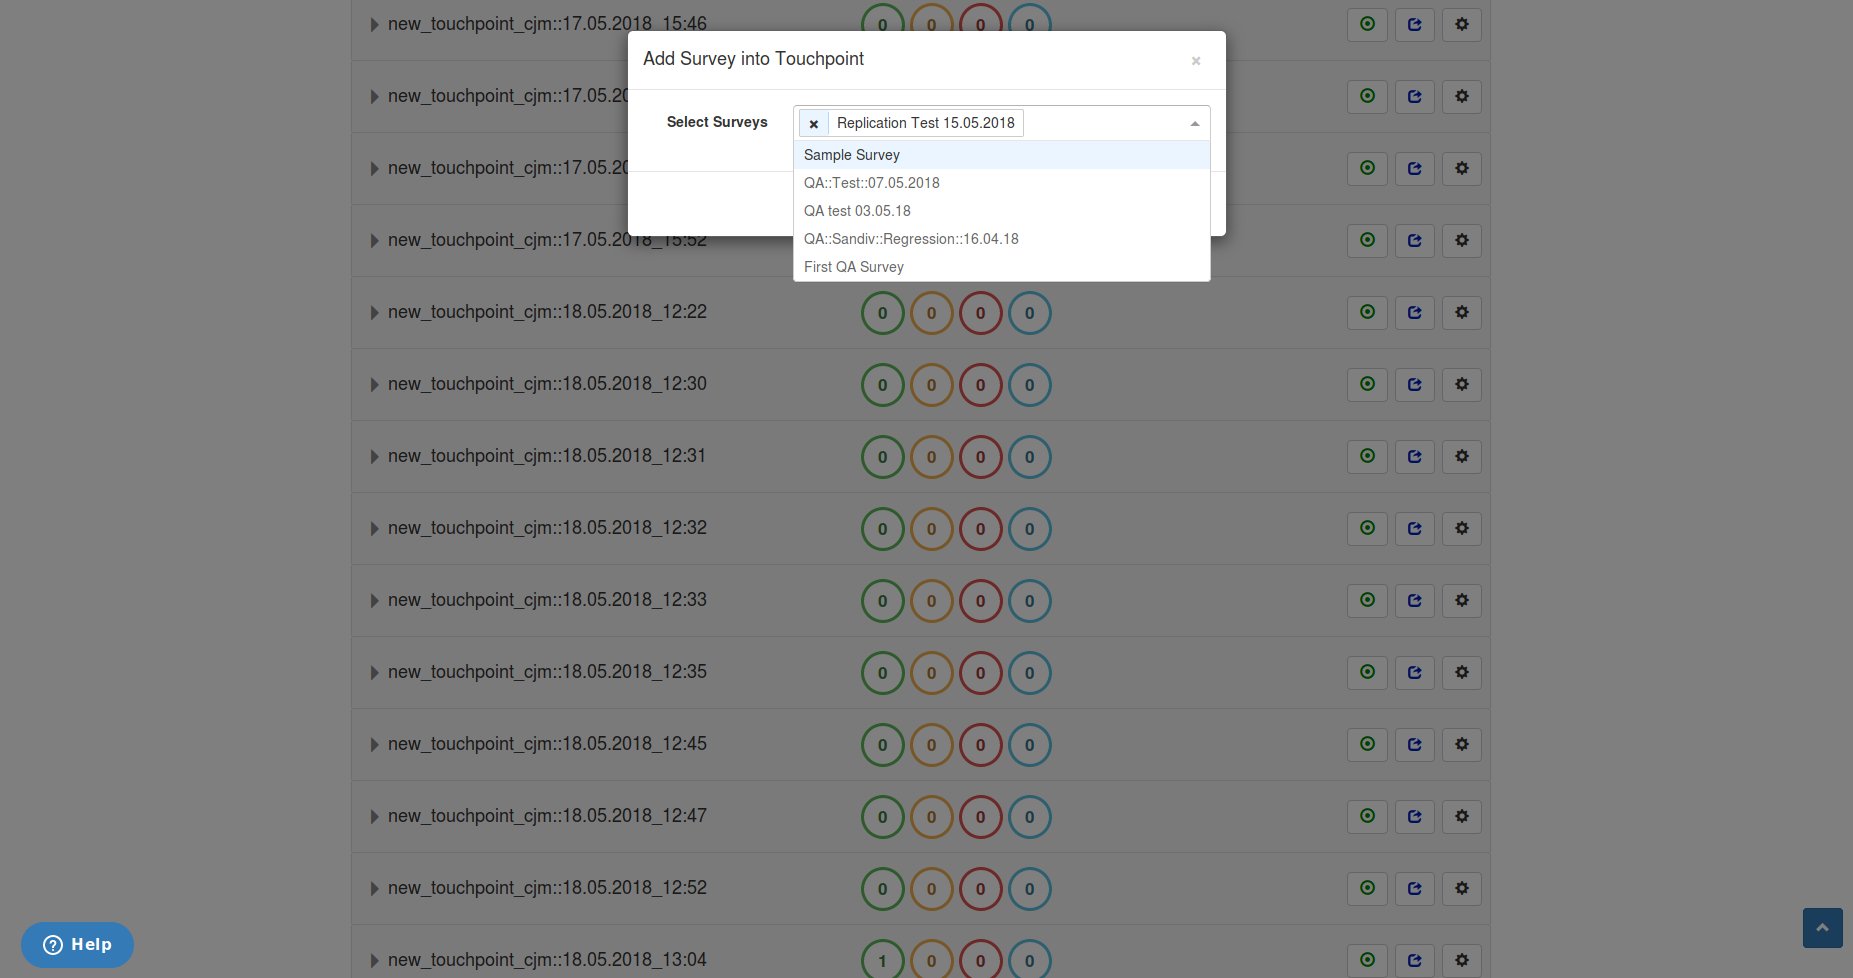 new_touchpoint_cjm::17.05.2018_15:46 0 0 0 0
Add Survey into Touchpoint ×
new_touchpoint_cjm::17.05.20
Select Surveys × Replication Test 15.05.2018
Sample Survey
new_touchpoint_cjm::17.05.20
QA::Test::07.05.2018
QA test 03.05.18
new_touchpoint_cjm::17.05.2018_15:52
QA::Sandiv::Regression::16.04.18
First QA Survey
new_touchpoint_cjm::18.05.2018_12:22 0 0 0 0
new_touchpoint_cjm::18.05.2018_12:30 0 0 0 0
new_touchpoint_cjm::18.05.2018_12:31 0 0 0 0
new_touchpoint_cjm::18.05.2018_12:32 0 0 0 0
new_touchpoint_cjm::18.05.2018_12:33 0 0 0 0
new_touchpoint_cjm::18.05.2018_12:35 0 0 0 0
new_touchpoint_cjm::18.05.2018_12:45 0 0 0 0
new_touchpoint_cjm::18.05.2018_12:47 0 0 0 0
new_touchpoint_cjm::18.05.2018_12:52 0 0 0 0
? Help
new_touchpoint_cjm::18.05.2018_13:04 1 0 0 0